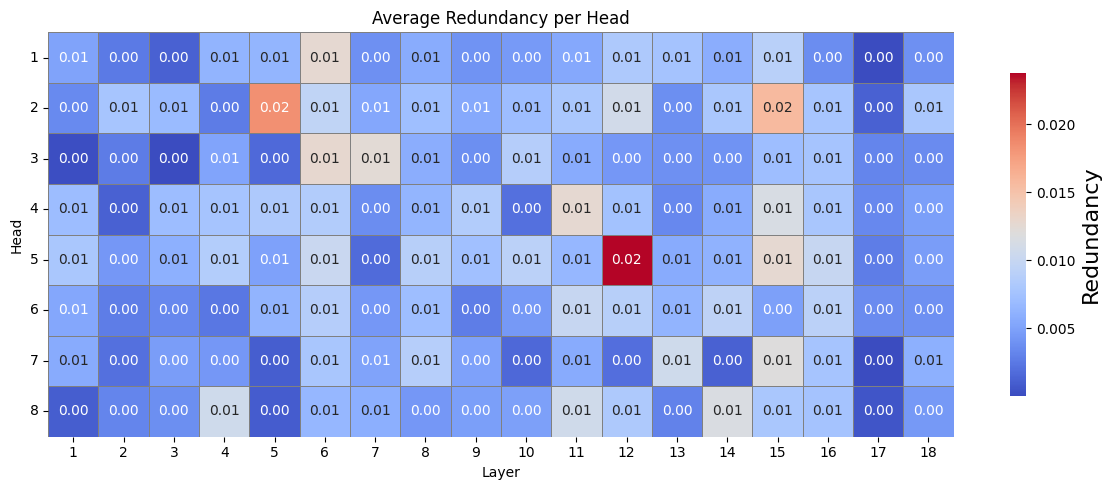 Average Redundancy per Head
1 0.01 0.00 0.00 0.01 0.01 0.01 0.00 0.01 0.00 0.00 0.01 0.01 0.01 0.01 0.01 0.00 0.00 0.00
2 0.00 0.01 0.01 0.00 0.02 0.01 0.01 0.01 0.01 0.01 0.01 0.01 0.00 0.01 0.02 0.01 0.00 0.01
3 0.00 0.00 0.00 0.01 0.00 0.01 0.01 0.01 0.00 0.01 0.01 0.00 0.00 0.00 0.01 0.01 0.00 0.00
4 0.01 0.00 0.01 0.01 0.01 0.01 0.00 0.01 0.01 0.00 0.01 0.01 0.00 0.01 0.01 0.01 0.00 0.00
5 0.01 0.00 0.01 0.01 0.01 0.01 0.00 0.01 0.01 0.01 0.01 0.02 0.01 0.01 0.01 0.01 0.00 0.00
6 0.01 0.00 0.00 0.00 0.01 0.01 0.00 0.01 0.00 0.00 0.01 0.01 0.01 0.01 0.00 0.01 0.00 0.00
7 0.01 0.00 0.00 0.00 0.00 0.01 0.01 0.01 0.00 0.00 0.01 0.00 0.01 0.00 0.01 0.01 0.00 0.01
8 0.00 0.00 0.00 0.01 0.00 0.01 0.01 0.00 0.00 0.00 0.01 0.01 0.00 0.01 0.01 0.01 0.00 0.00
1 2 3 4 5 6 7 8 9 10 11 12 13 14 15 16 17 18
Layer
Head
0.020
0.015
0.010
0.005
Redundancy